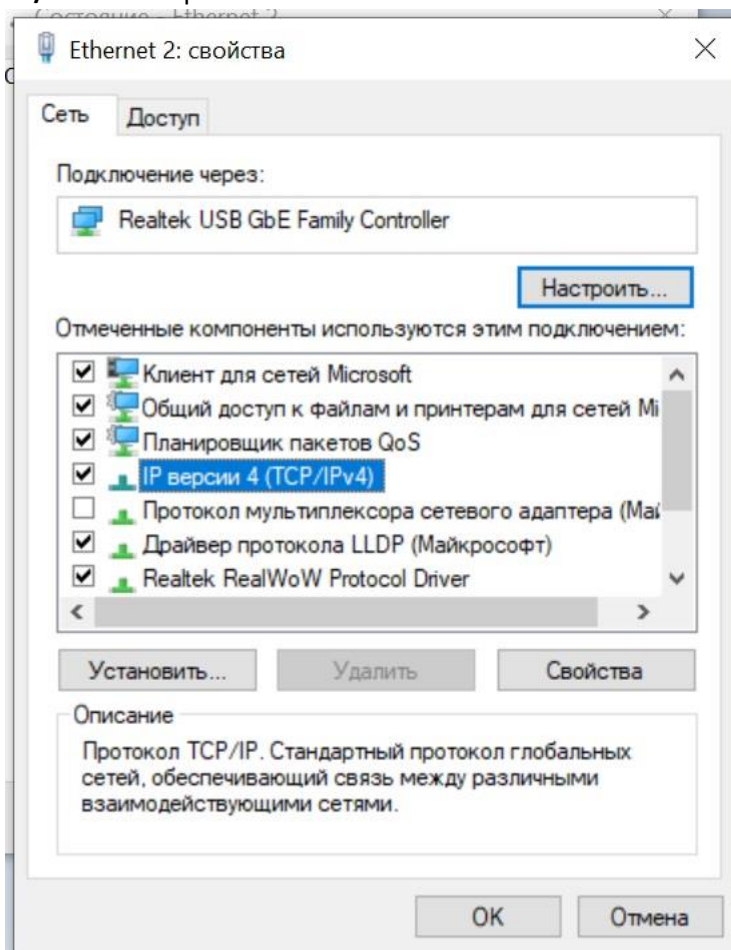 Состояние - Ethernet 2
Ethernet 2: свойства
Сеть Доступ
Подключение через:
Realtek USB GbE Family Controller
Настроить...
Отмеченные компоненты используются этим подключением:
Клиент для сетей Microsoft
Общий доступ к файлам и принтерам для сетей Mi
Планировщик пакетов QoS
IP версии 4 (TCP/IPv4)
Протокол мультиплексора сетевого адаптера (Май
Драйвер протокола LLDP (Майкрософт)
Realtek RealWoW Protocol Driver
Установить... Удалить Свойства
Описание
Протокол TCP/IP. Стандартный протокол глобальных
сетей, обеспечивающий связь между различными
взаимодействующими сетями.
OK Отмена